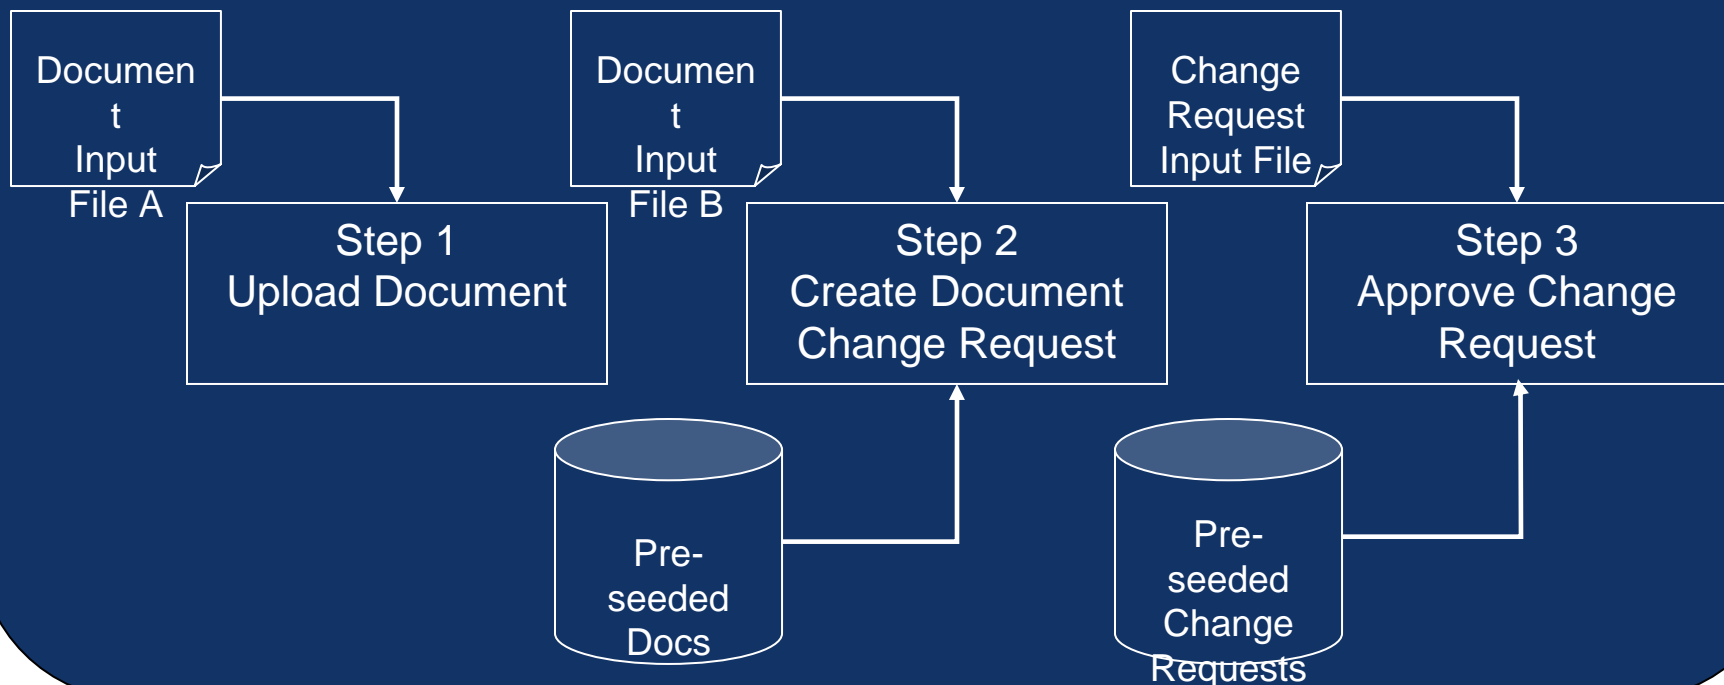 Documen
t
Input
File A
Documen
t
Input
File B
Change
Request
Input File
Step 1
Upload Document
Step 2
Create Document
Change Request
Step 3
Approve Change
Request
Pre-
seeded
Docs
Pre-
seeded
Change
Requests